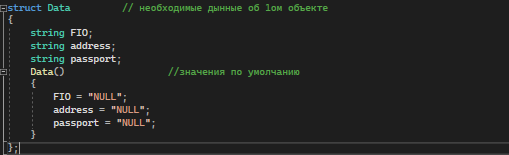 struct Data // необходимые дынные об 1ом объекте
{
string FIO;
string address;
string passport;
Data() //значения по умолчанию
{
FIO = "NULL";
address = "NULL";
passport = "NULL";
}
};